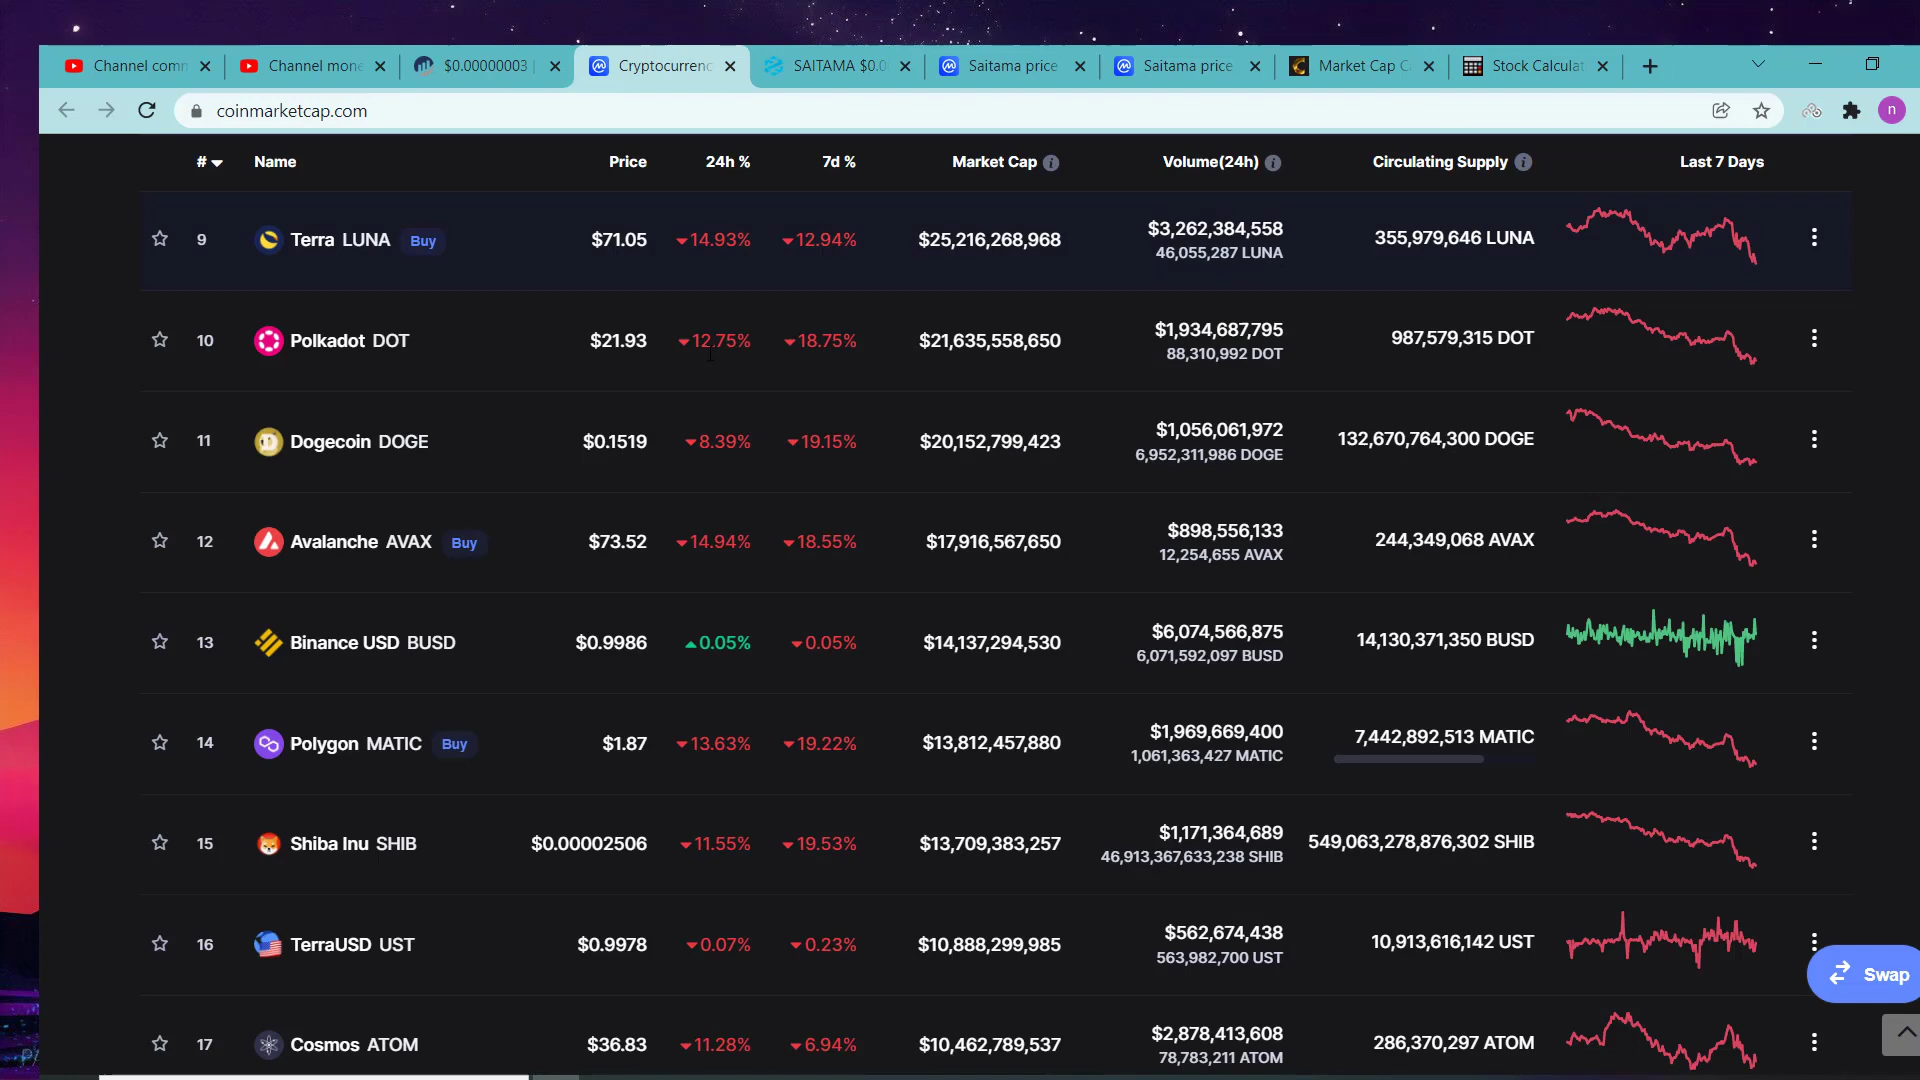 Channel com
Channel mone
$0.00000003
Cryptocurrenc
SAITAMA $0.0
Saitama price
Saitama price
Market Cap C
Stock Calculat
coinmarketcap.com
n
# Name Price 24h % 7d % Market Cap Volume(24h) Circulating Supply Last 7 Days
9 Terra LUNA Buy $71.05 14.93% 12.94% $25,216,268,968 $3,262,384,558 355,979,646 LUNA
46,055,287 LUNA
10 Polkadot DOT $21.93 12.75% 18.75% $21,635,558,650 $1,934,687,795 987,579,315 DOT
88,310,992 DOT
11 Dogecoin DOGE $0.1519 8.39% 19.15% $20,152,799,423 $1,056,061,972 132,670,764,300 DOGE
6,952,311,986 DOGE
12 Avalanche AVAX Buy $73.52 14.94% 18.55% $17,916,567,650 $898,556,133 244,349,068 AVAX
12,254,655 AVAX
13 Binance USD BUSD $0.9986 0.05% 0.05% $14,137,294,530 $6,074,566,875 14,130,371,350 BUSD
6,071,592,097 BUSD
14 Polygon MATIC Buy $1.87 13.63% 19.22% $13,812,457,880 $1,969,669,400 7,442,892,513 MATIC
1,061,363,427 MATIC
15 Shiba Inu SHIB $0.00002506 11.55% 19.53% $13,709,383,257 $1,171,364,689 549,063,278,876,302 SHIB
46,913,367,633,238 SHIB
16 TerraUSD UST $0.9978 0.07% 0.23% $10,888,299,985 $562,674,438 10,913,616,142 UST
563,982,700 UST
Swap
17 Cosmos ATOM $36.83 11.28% 6.94% $10,462,789,537 $2,878,413,608 286,370,297 ATOM
78,783,211 ATOM